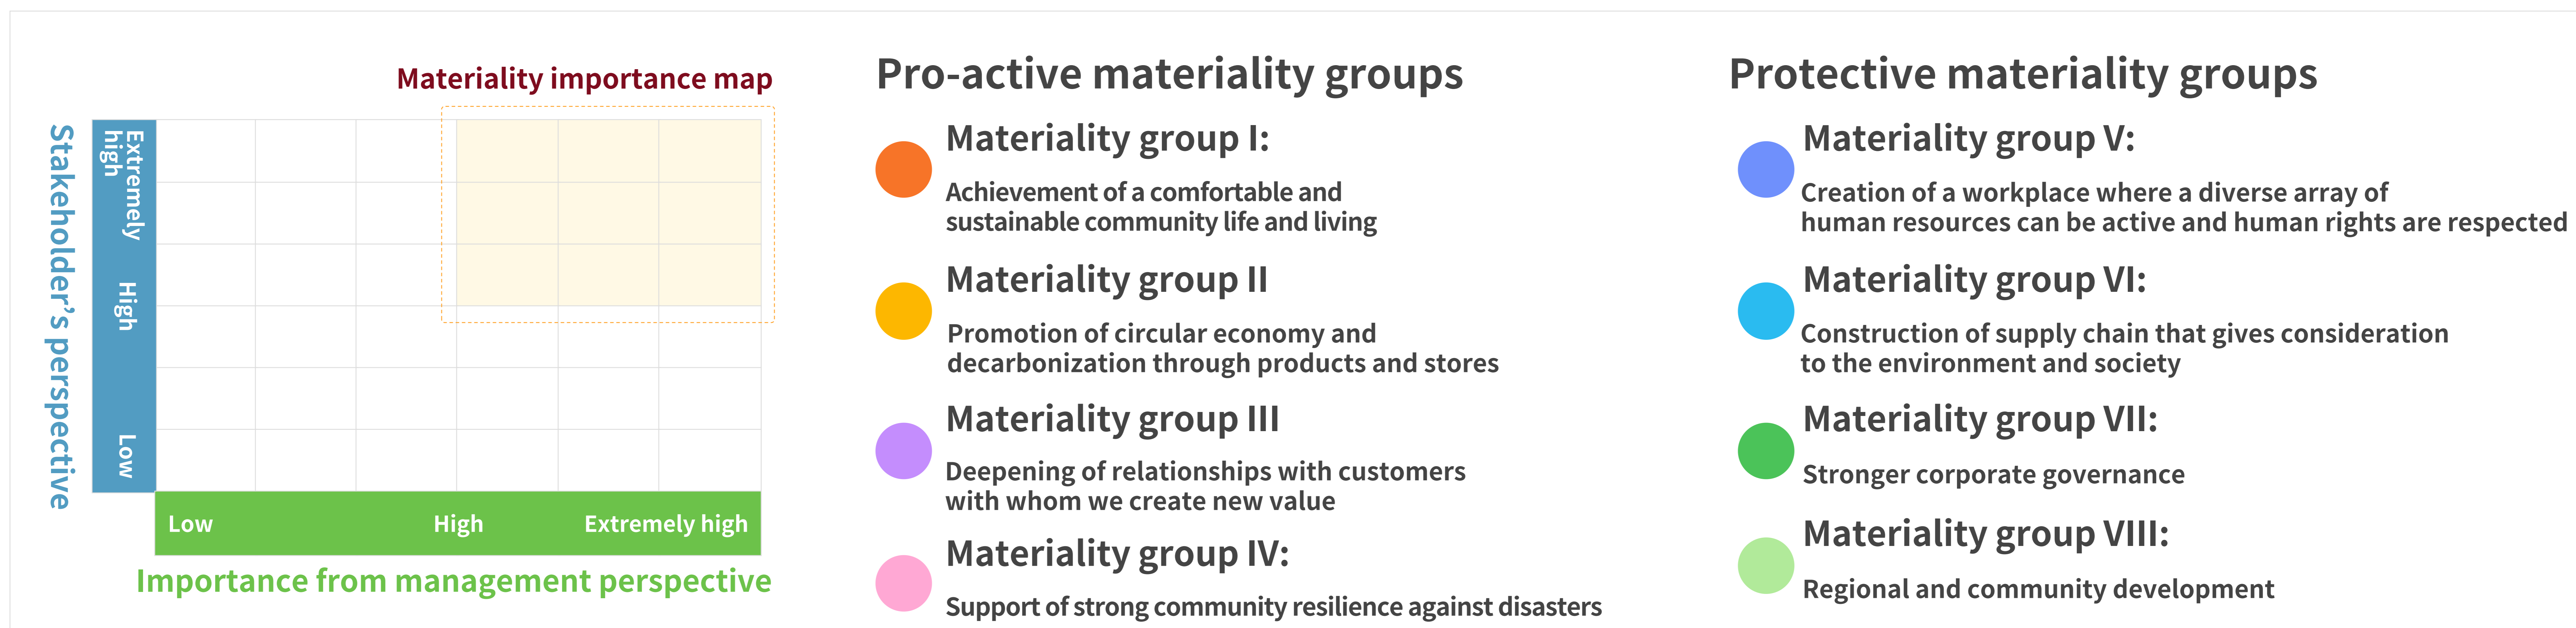 Materiality importance map
Stakeholder's perspective
Extremely
high
High
Low
Low
High
Extremely high
Importance from management perspective
Pro-active materiality groups
Materiality group I:
Achievement of a comfortable and
sustainable community life and living
Materiality group II
Promotion of circular economy and
decarbonization through products and stores
Materiality group III
Deepening of relationships with customers
with whom we create new value
Materiality group IV:
Support of strong community resilience against disasters
Protective materiality groups
Materiality group V:
Creation of a workplace where a diverse array of
human resources can be active and human rights are respected
Materiality group VI:
Construction of supply chain that gives consideration
to the environment and society
Materiality group VII:
Stronger corporate governance
Materiality group VIII:
Regional and community development